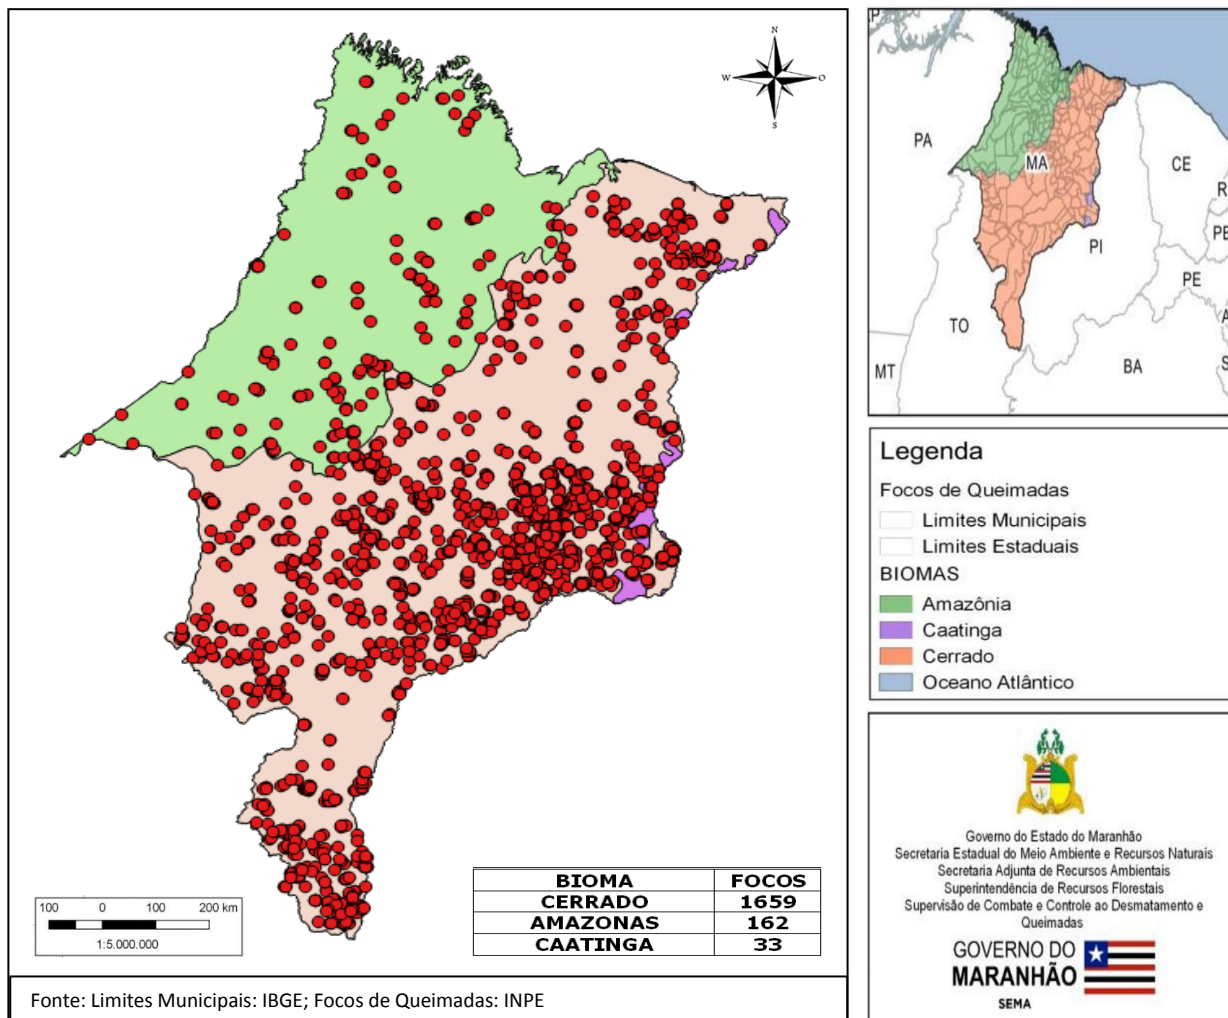 N
W
O
S
BIOMA FOCOS
CERRADO 1659
AMAZONAS 162
CAATINGA 33
100 0 100 200 km
1:5.000.000
Fonte: Limites Municipais: IBGE; Focos de Queimadas: INPE
PA
MA
CE
PI
PE
TO
BA
MT
Legenda
Focos de Queimadas
Limites Municipais
Limites Estaduais
BIOMAS
Amazônia
Caatinga
Cerrado
Oceano Atlântico
Governo do Estado do Maranhão
Secretaria Estadual do Meio Ambiente e Recursos Naturais
Secretaria Adjunta de Recursos Ambientais
Superintendência de Recursos Florestais
Supervisão de Combate e Controle ao Desmatamento e
Queimadas
GOVERNO DO
MARANHÃO
SEMA